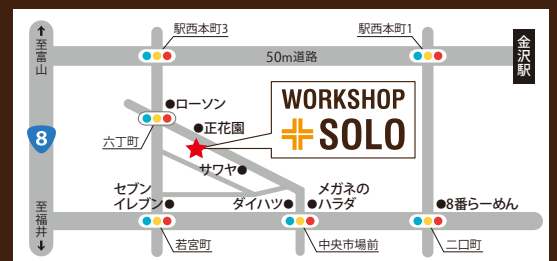 駅西本町3
駅西本町1
至富山
50m道路
金沢駅
ローソン
WORKSHOP
SOLO
正花園
8
六丁町
サワヤ
セブン
イレブン
ダイハツ
メガネの
ハラダ
8番らーめん
至福井
若宮町
中央市場前
二口町